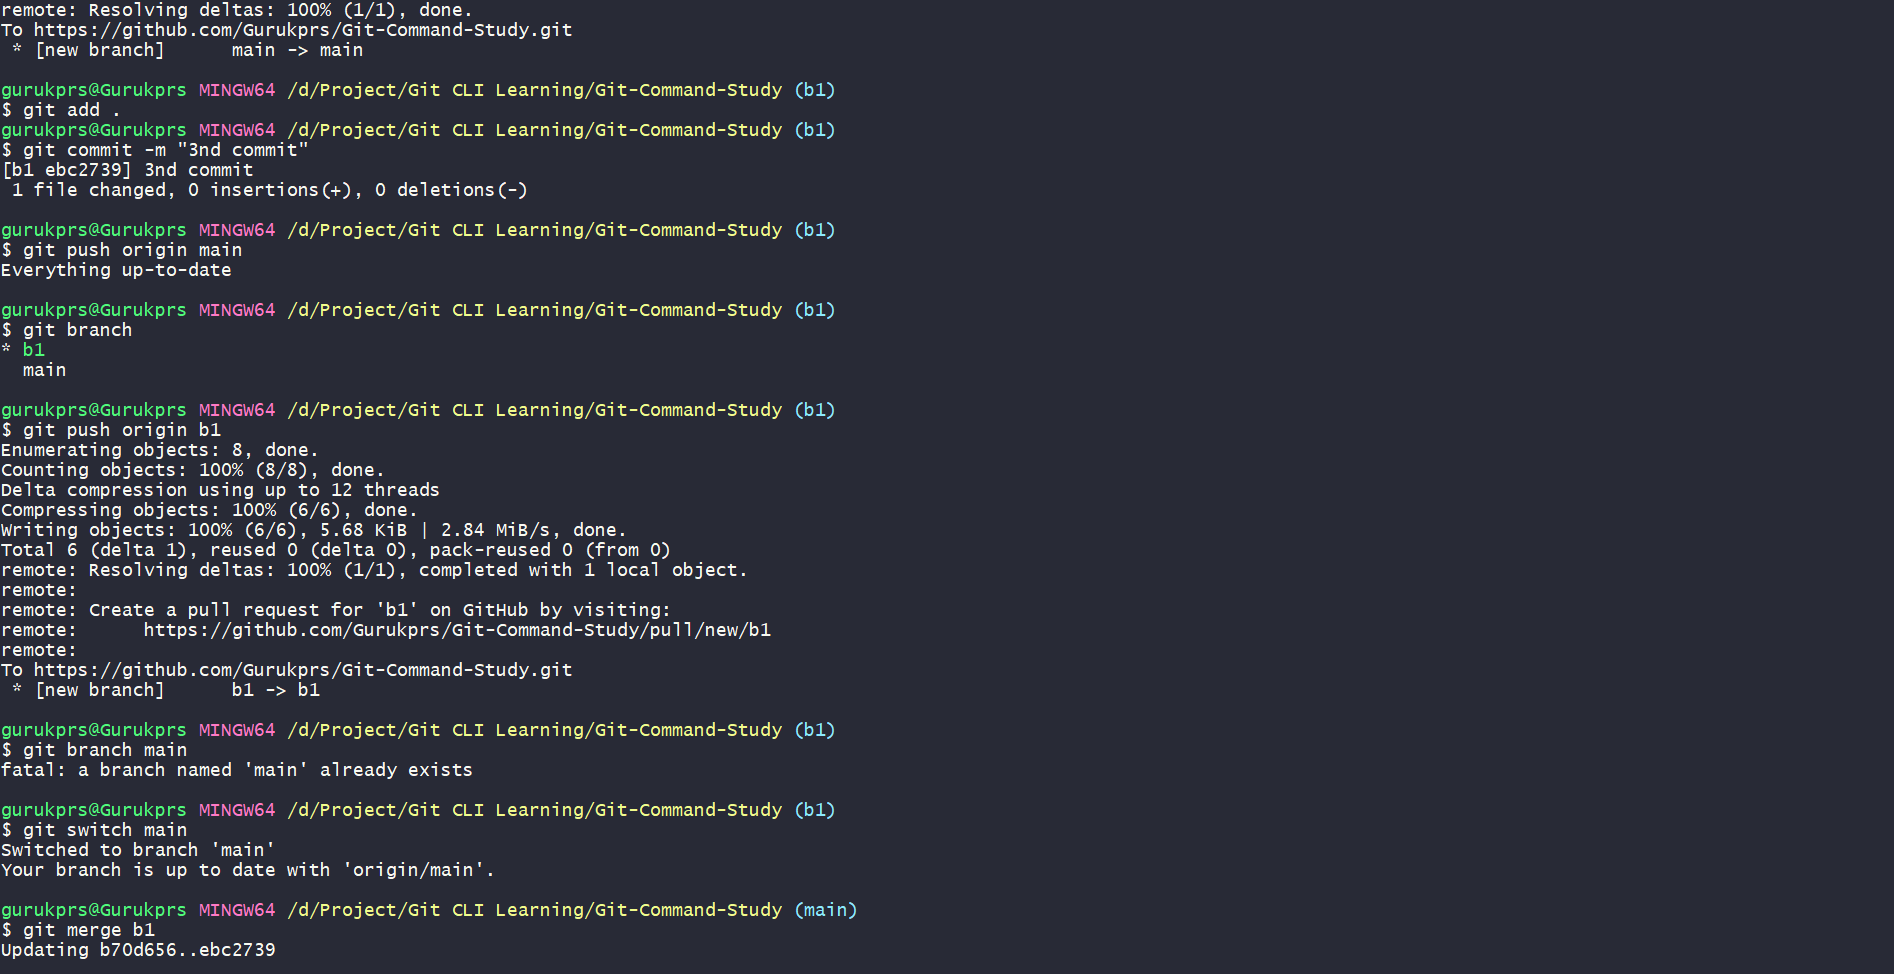 remote: Resolving deltas: 100% (1/1), done.
To https://github.com/Gurukprs/Git-Command-Study.git
 * [new branch]      main -> main
gurukprs@Gurukprs MINGW64 /d/Project/Git CLI Learning/Git-Command-Study (b1)
$ git add .
gurukprs@Gurukprs MINGW64 /d/Project/Git CLI Learning/Git-Command-Study (b1)
$ git commit -m "3nd commit"
[b1 ebc2739] 3nd commit
 1 file changed, 0 insertions(+), 0 deletions(-)
gurukprs@Gurukprs MINGW64 /d/Project/Git CLI Learning/Git-Command-Study (b1)
$ git push origin main
Everything up-to-date
gurukprs@Gurukprs MINGW64 /d/Project/Git CLI Learning/Git-Command-Study (b1)
$ git branch
* b1
  main
gurukprs@Gurukprs MINGW64 /d/Project/Git CLI Learning/Git-Command-Study (b1)
$ git push origin b1
Enumerating objects: 8, done.
Counting objects: 100% (8/8), done.
Delta compression using up to 12 threads
Compressing objects: 100% (6/6), done.
Writing objects: 100% (6/6), 5.68 KiB | 2.84 MiB/s, done.
Total 6 (delta 1), reused 0 (delta 0), pack-reused 0 (from 0)
remote: Resolving deltas: 100% (1/1), completed with 1 local object.
remote:
remote: Create a pull request for 'b1' on GitHub by visiting:
remote:      https://github.com/Gurukprs/Git-Command-Study/pull/new/b1
remote:
To https://github.com/Gurukprs/Git-Command-Study.git
 * [new branch]      b1 -> b1
gurukprs@Gurukprs MINGW64 /d/Project/Git CLI Learning/Git-Command-Study (b1)
$ git branch main
fatal: a branch named 'main' already exists
gurukprs@Gurukprs MINGW64 /d/Project/Git CLI Learning/Git-Command-Study (b1)
$ git switch main
Switched to branch 'main'
Your branch is up to date with 'origin/main'.
gurukprs@Gurukprs MINGW64 /d/Project/Git CLI Learning/Git-Command-Study (main)
$ git merge b1
Updating b70d656..ebc2739